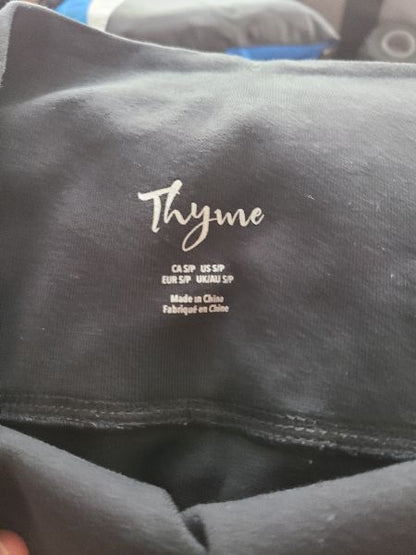 Thyme
CA S/P US S/P
EUR S/P UK/AU S/P
Made in China
Fabriqué en Chine